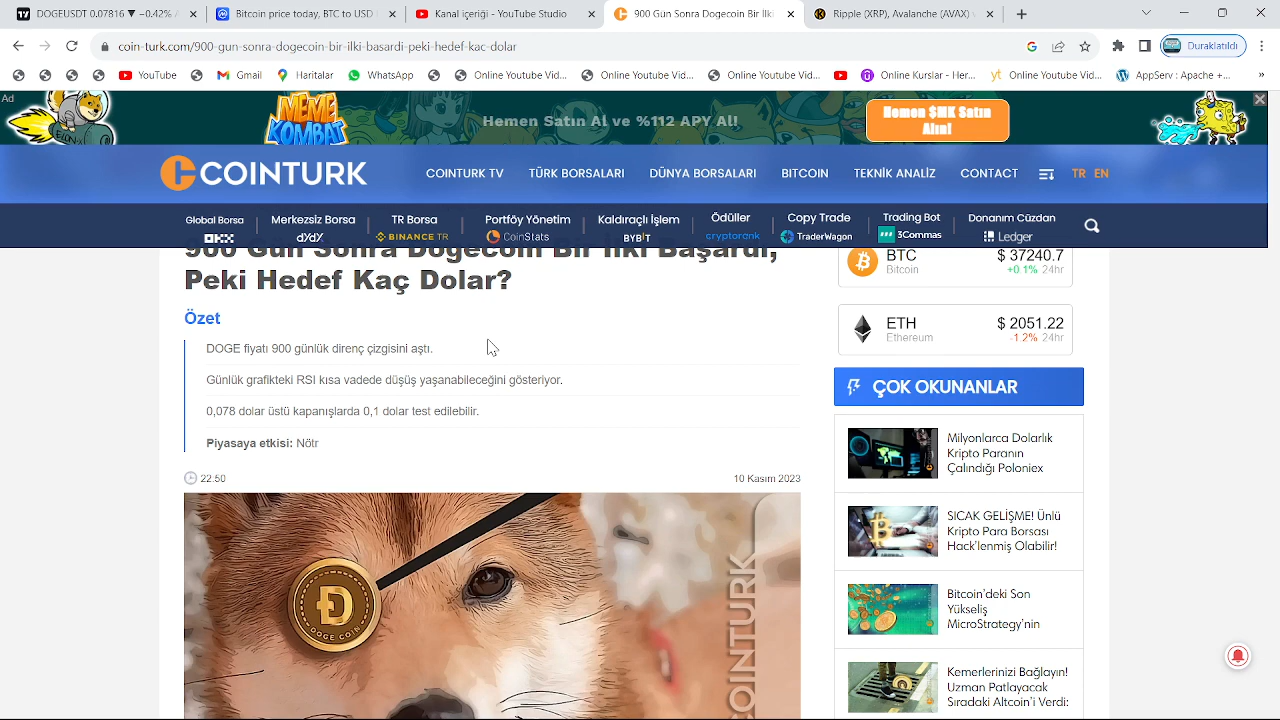 DOGEUSDT 0.07816 ▼ −0.42% /
Bitcoin price today, BTC to USD l
Kanal içeriği - YouTube Studio
900 Gün Sonra Dogecoin Bir İlki
Ripple (XRP), Avalanche (AVAX) v
coin-turk.com/900-gun-sonra-dogecoin-bir-ilki-basardi-peki-hedef-kac-dolar
Duraklatıldı
YouTube
Gmail
Haritalar
WhatsApp
Online Youtube Vid...
Online Youtube Vid...
Online Youtube Vid...
Online Kurslar - Her...
yt Online Youtube Vid...
AppServ : Apache +...
»
Ad
MEME
KOMBAT
Hemen Satın Al ve %112 APY Al!
Hemen $MK Satın
Alın!
COINTURK
COINTURK TV
TÜRK BORSALARI
DÜNYA BORSALARI
BITCOIN
TEKNİK ANALİZ
CONTACT
TR EN
Global Borsa
OKX
Merkezsiz Borsa
dYdX
TR Borsa
BINANCE TR
Portföy Yönetim
CoinStats
Kaldıraçlı İşlem
BYBIT
Ödüller
cryptorank
Copy Trade
TraderWagon
Trading Bot
3Commas
Donanım Cüzdan
Ledger
900 Gün Sonra Dogecoin Bir İlki Başardı,
Peki Hedef Kaç Dolar?
Özet
DOGE fiyatı 900 günlük direnç çizgisini aştı.
Günlük grafikteki RSI kısa vadede düşüş yaşanabileceğini gösteriyor.
0,078 dolar üstü kapanışlarda 0,1 dolar test edilebilir.
Piyasaya etkisi: Nötr
22.50
10 Kasım 2023
DOGE COIN
COINTURK
BTC
$ 37240.7
Bitcoin
+0.1% 24hr
ETH
$ 2051.22
Ethereum
-1.2% 24hr
ÇOK OKUNANLAR
Milyonlarca Dolarlık
Kripto Paranın
Çalındığı Poloniex
SICAK GELİŞME! Ünlü
Kripto Para Borsası
Hack'lenmiş Olabilir!
Bitcoin'deki Son
Yükseliş
MicroStrategy'nin
Kemerlerinizi Bağlayın!
Uzman Patlayacak
Sıradaki Altcoin'i Verdi: